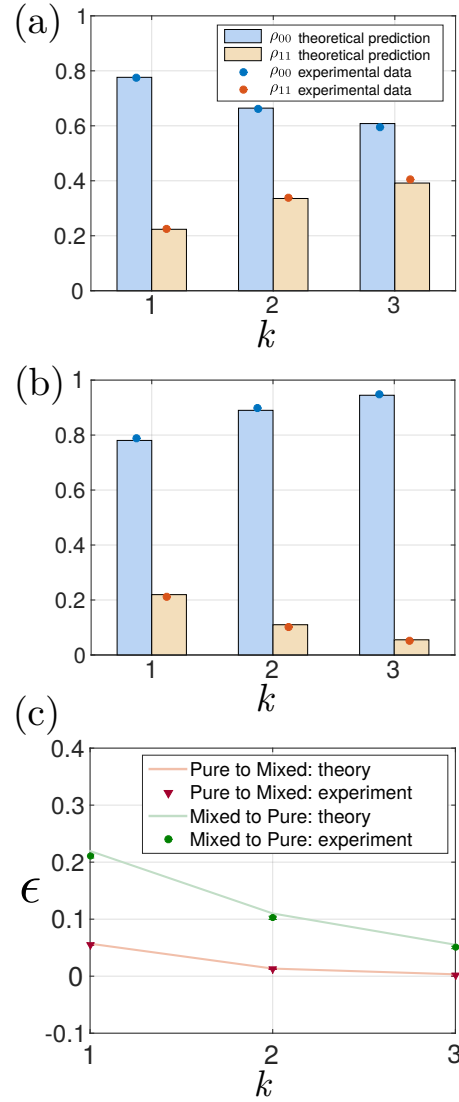 (a)
ρ00 theoretical prediction
ρ11 theoretical prediction
ρ00 experimental data
ρ11 experimental data
0.8
0.6
0.4
0.2
0
1 2 3
k
(b)
1
0.8
0.6
0.4
0.2
0
1 2 3
k
(c)
0.4
Pure to Mixed: theory
Pure to Mixed: experiment
Mixed to Pure: theory
Mixed to Pure: experiment
0.3
0.2
ϵ
0.1
0
-0.1
1 2 3
k